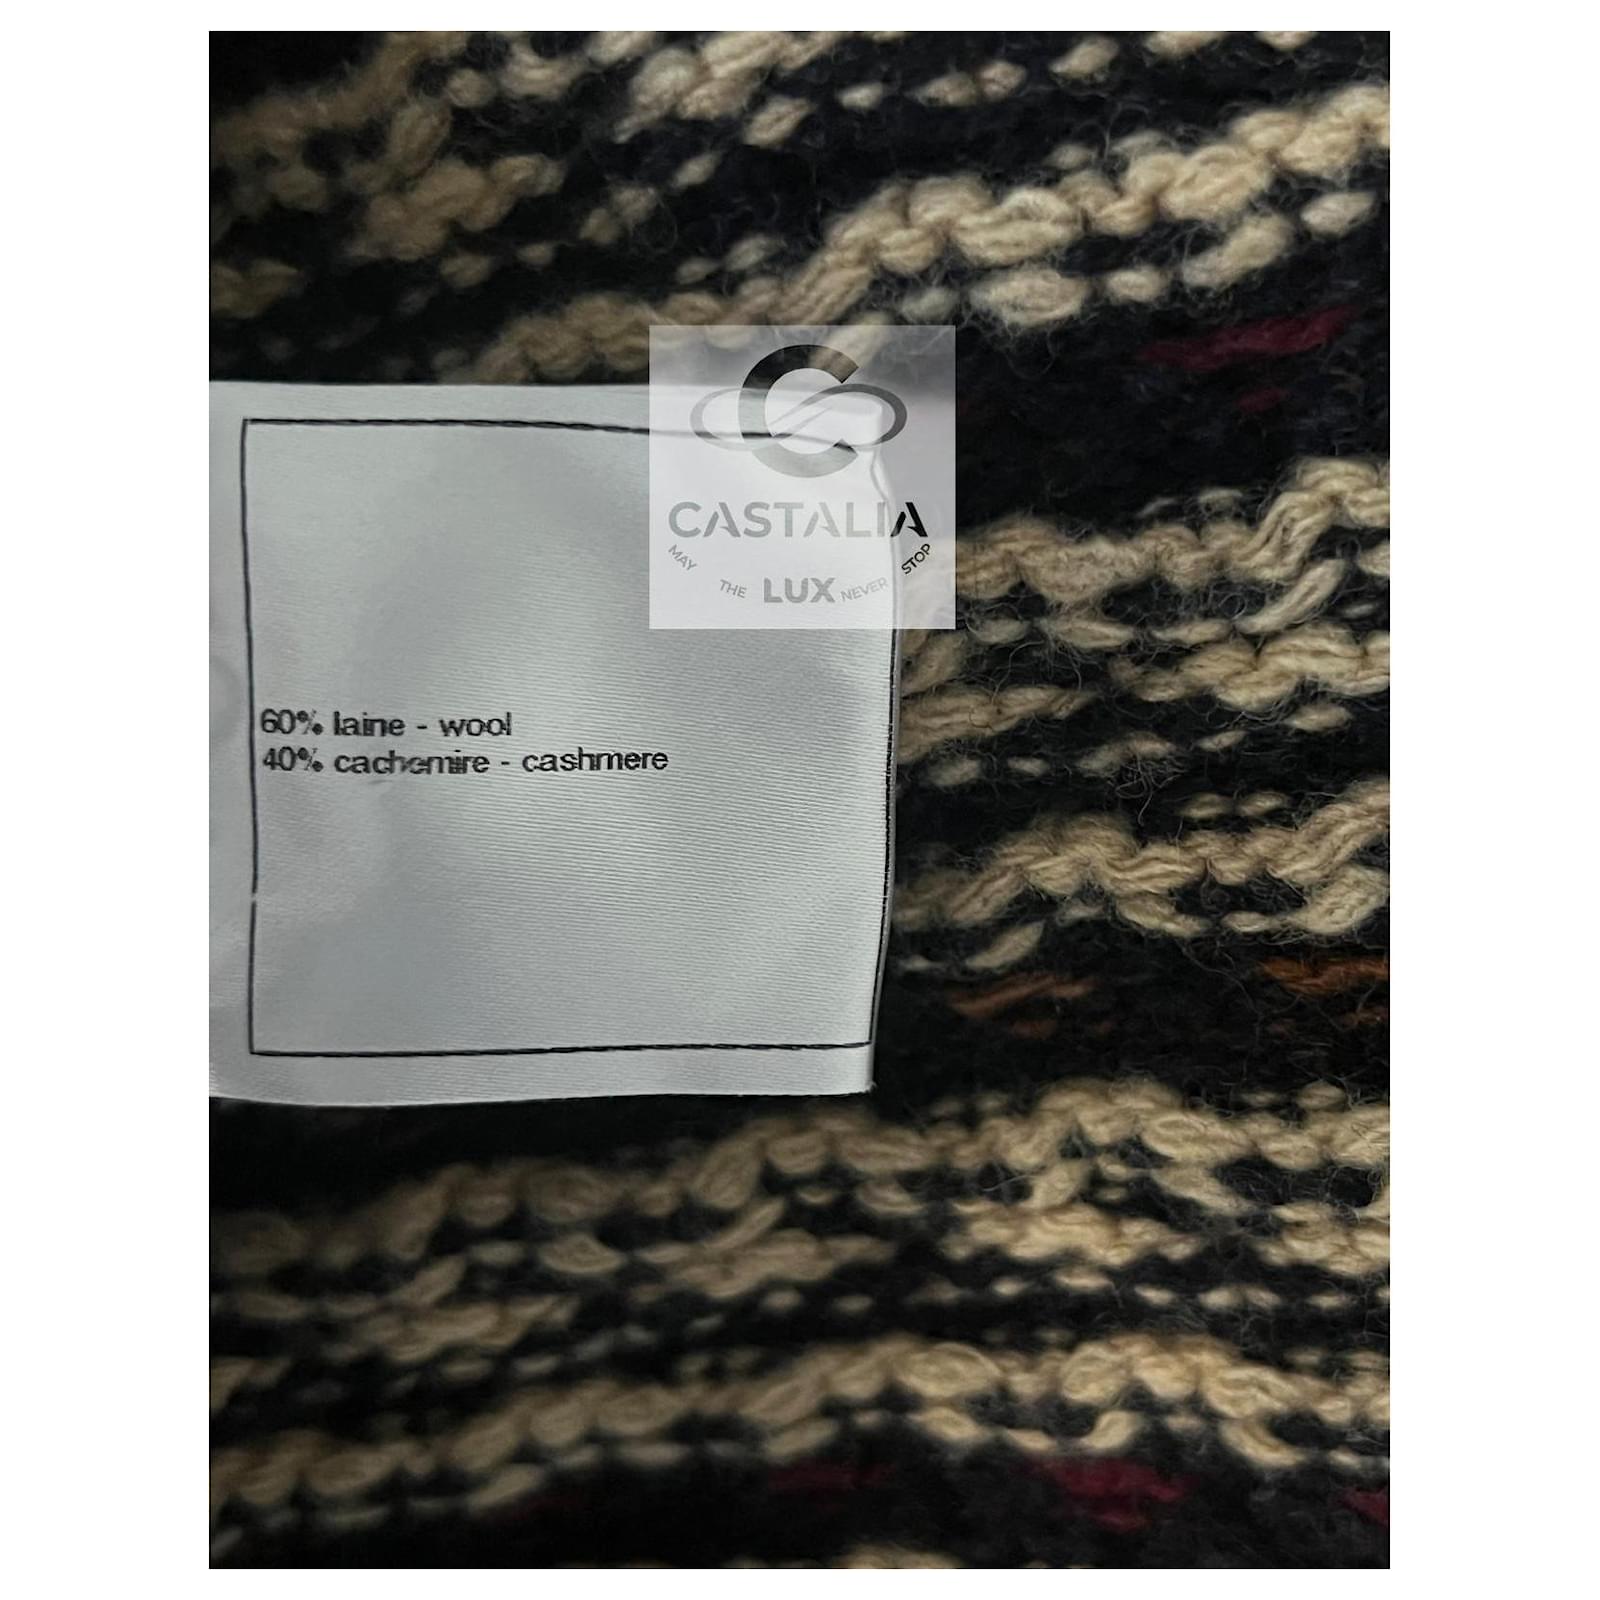 CASTALIA
MAY THE LUX NEVER STOP
60% laine - wool
40% cachemire - cashmere